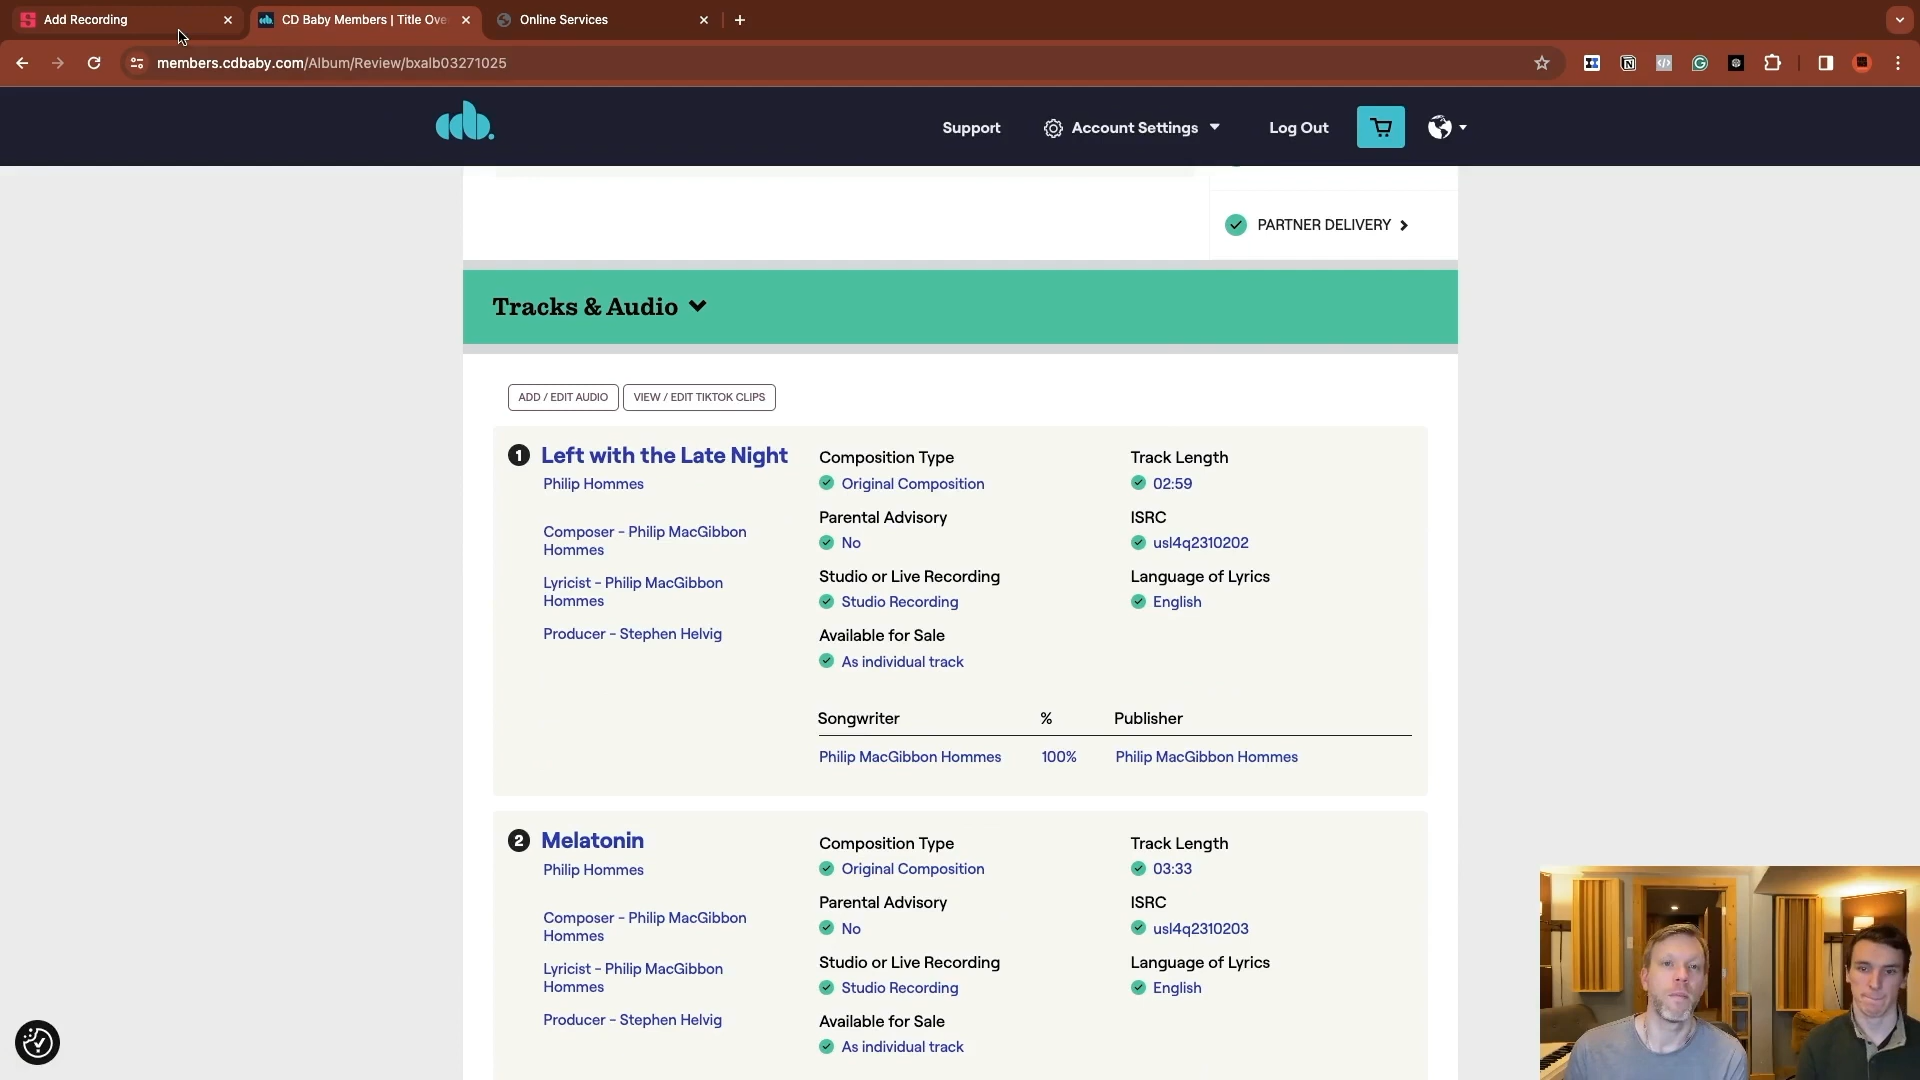 Add Recording
CD Baby Members | Title Ove
Online Services
members.cdbaby.com/Album/Review/bxalb03271025
Support
Account Settings
Log Out
PARTNER DELIVERY
Tracks & Audio
ADD / EDIT AUDIO
VIEW / EDIT TIKTOK CLIPS
1 Left with the Late Night
Philip Hommes
Composer - Philip MacGibbon
Hommes
Lyricist - Philip MacGibbon
Hommes
Producer - Stephen Helvig
Composition Type
Original Composition
Parental Advisory
No
Studio or Live Recording
Studio Recording
Available for Sale
As individual track
Track Length
02:59
ISRC
usl4q2310202
Language of Lyrics
English
Songwriter % Publisher
Philip MacGibbon Hommes 100% Philip MacGibbon Hommes
2 Melatonin
Philip Hommes
Composer - Philip MacGibbon
Hommes
Lyricist - Philip MacGibbon
Hommes
Producer - Stephen Helvig
Composition Type
Original Composition
Parental Advisory
No
Studio or Live Recording
Studio Recording
Available for Sale
As individual track
Track Length
03:33
ISRC
usl4q2310203
Language of Lyrics
English